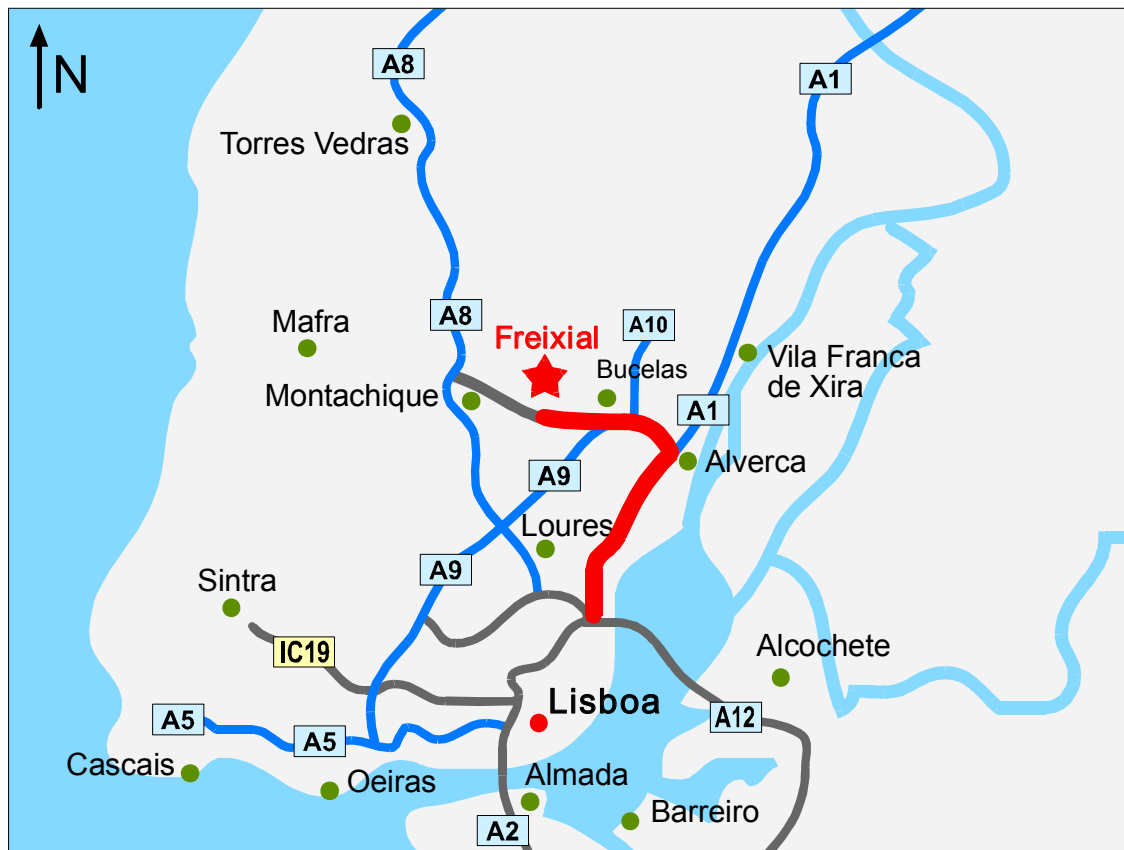 N
A8
A1
Torres Vedras
A8
A10
Mafra
Freixial
Bucelas
Vila Franca
de Xira
Montachique
A1
A9
Alverca
Loures
A9
Sintra
IC19
Alcochete
Lisboa
A5
A5
A12
Cascais
Oeiras
Almada
Barreiro
A2